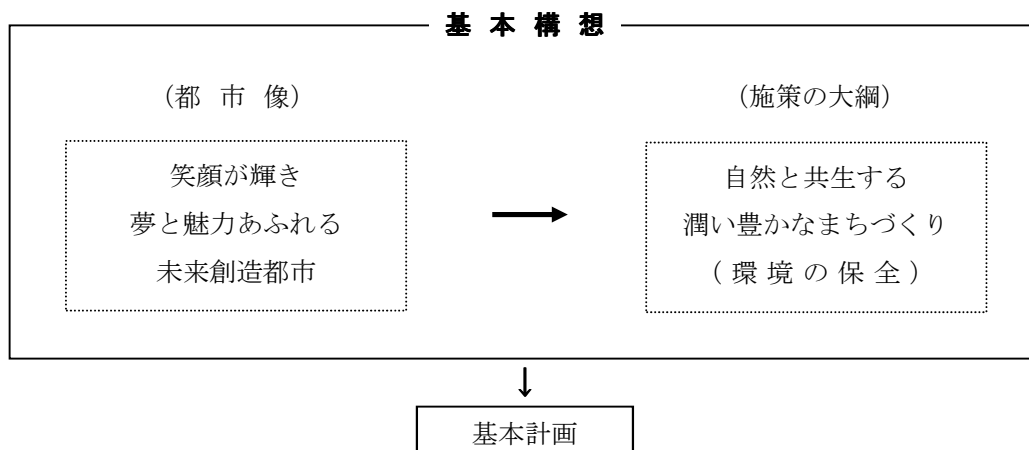 基本構想
（都市像）
笑顔が輝き
夢と魅力あふれる
未来創造都市
（施策の大綱）
自然と共生する
潤い豊かなまちづくり
（環境の保全）
基本計画